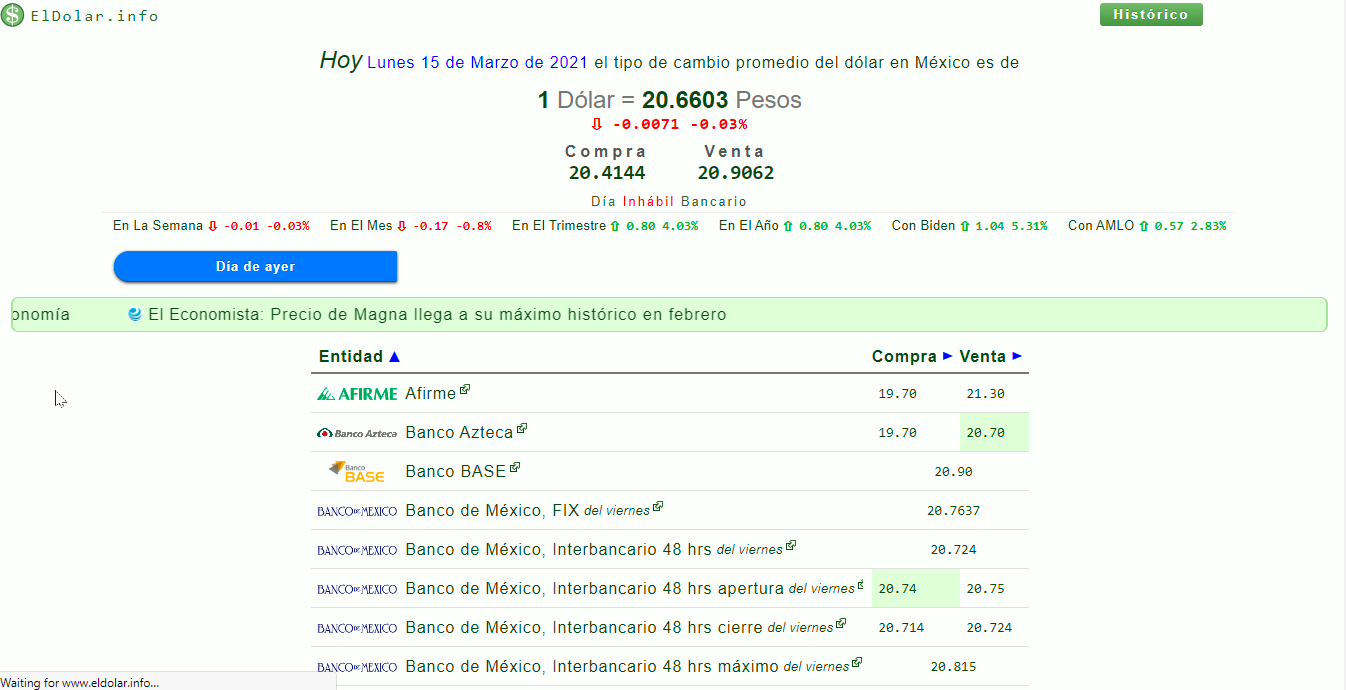 ElDolar.info
Histórico
Hoy Lunes 15 de Marzo de 2021 el tipo de cambio promedio del dólar en México es de
1 Dólar = 20.6603 Pesos
⇩ -0.0071 -0.03%
Compra Venta
20.4144 20.9062
Día Inhábil Bancario
En La Semana ⇩ -0.01 -0.03% En El Mes ⇩ -0.17 -0.8% En El Trimestre ⇧ 0.80 4.03% En El Año ⇧ 0.80 4.03% Con Biden ⇧ 1.04 5.31% Con AMLO ⇧ 0.57 2.83%
Día de ayer
onomía El Economista: Precio de Magna llega a su máximo histórico en febrero
Entidad ▲ Compra ► Venta ►
AFIRME Afirme 19.70 21.30
Banco Azteca Banco Azteca 19.70 20.70
Banco BASE Banco BASE 20.90
BANCO DE MEXICO Banco de México, FIX del viernes 20.7637
BANCO DE MEXICO Banco de México, Interbancario 48 hrs del viernes 20.724
BANCO DE MEXICO Banco de México, Interbancario 48 hrs apertura del viernes 20.74 20.75
BANCO DE MEXICO Banco de México, Interbancario 48 hrs cierre del viernes 20.714 20.724
BANCO DE MEXICO Banco de México, Interbancario 48 hrs máximo del viernes 20.815
Waiting for www.eldolar.info...